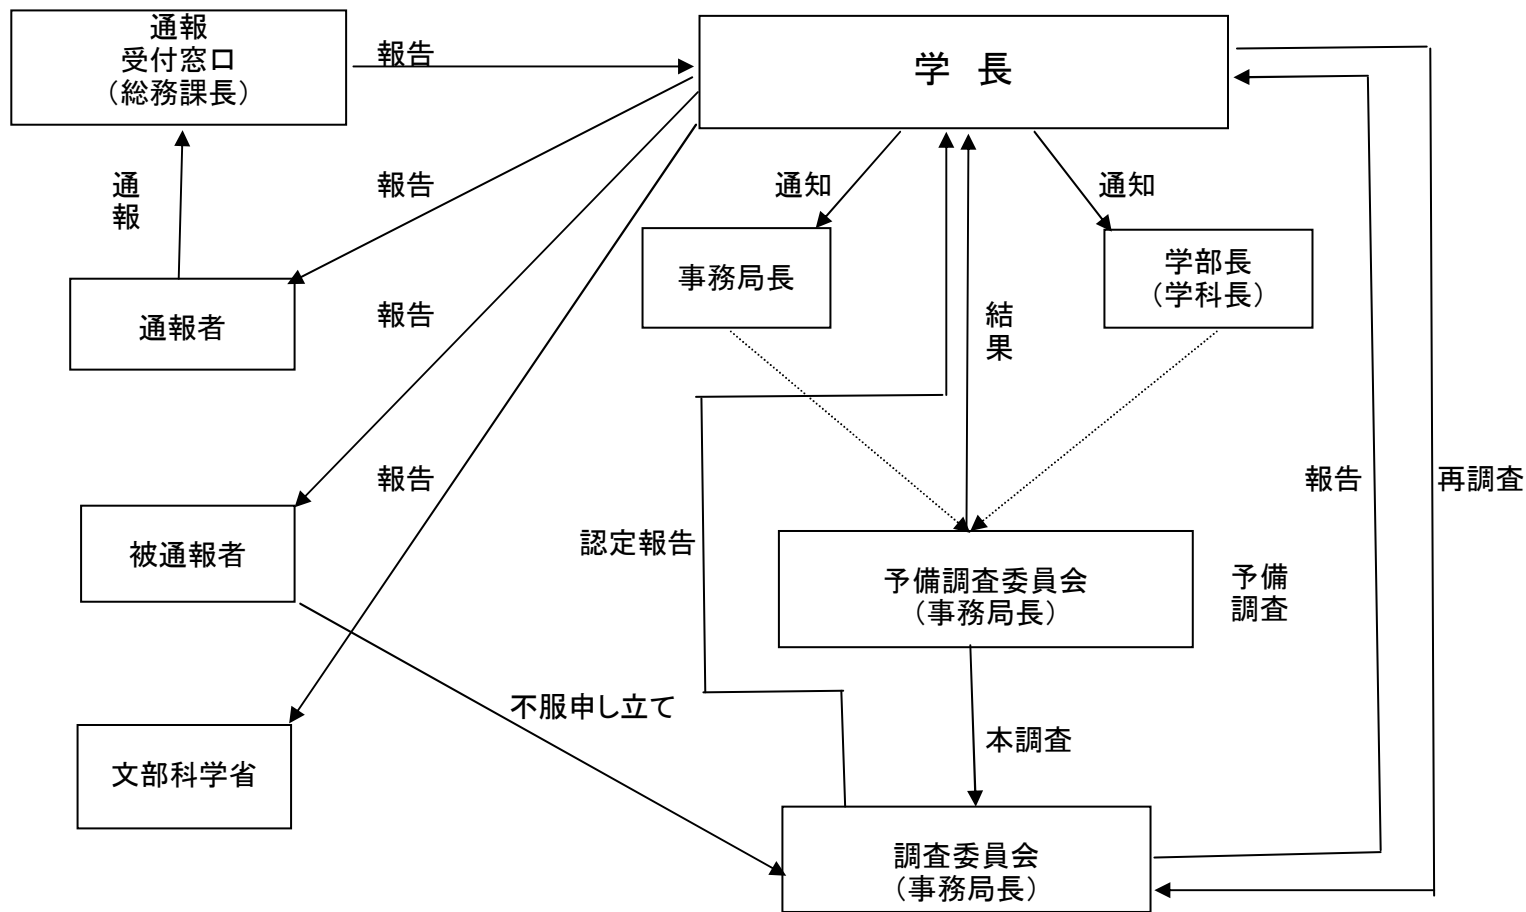 通報
受付窓口
（総務課長）
報告
学　長
通
報
報告
通知
通知
事務局長
学部長
（学科長）
通報者
報告
結
果
報告
報告
再調査
被通報者
認定報告
予備調査委員会
（事務局長）
予備
調査
不服申し立て
本調査
文部科学省
調査委員会
（事務局長）